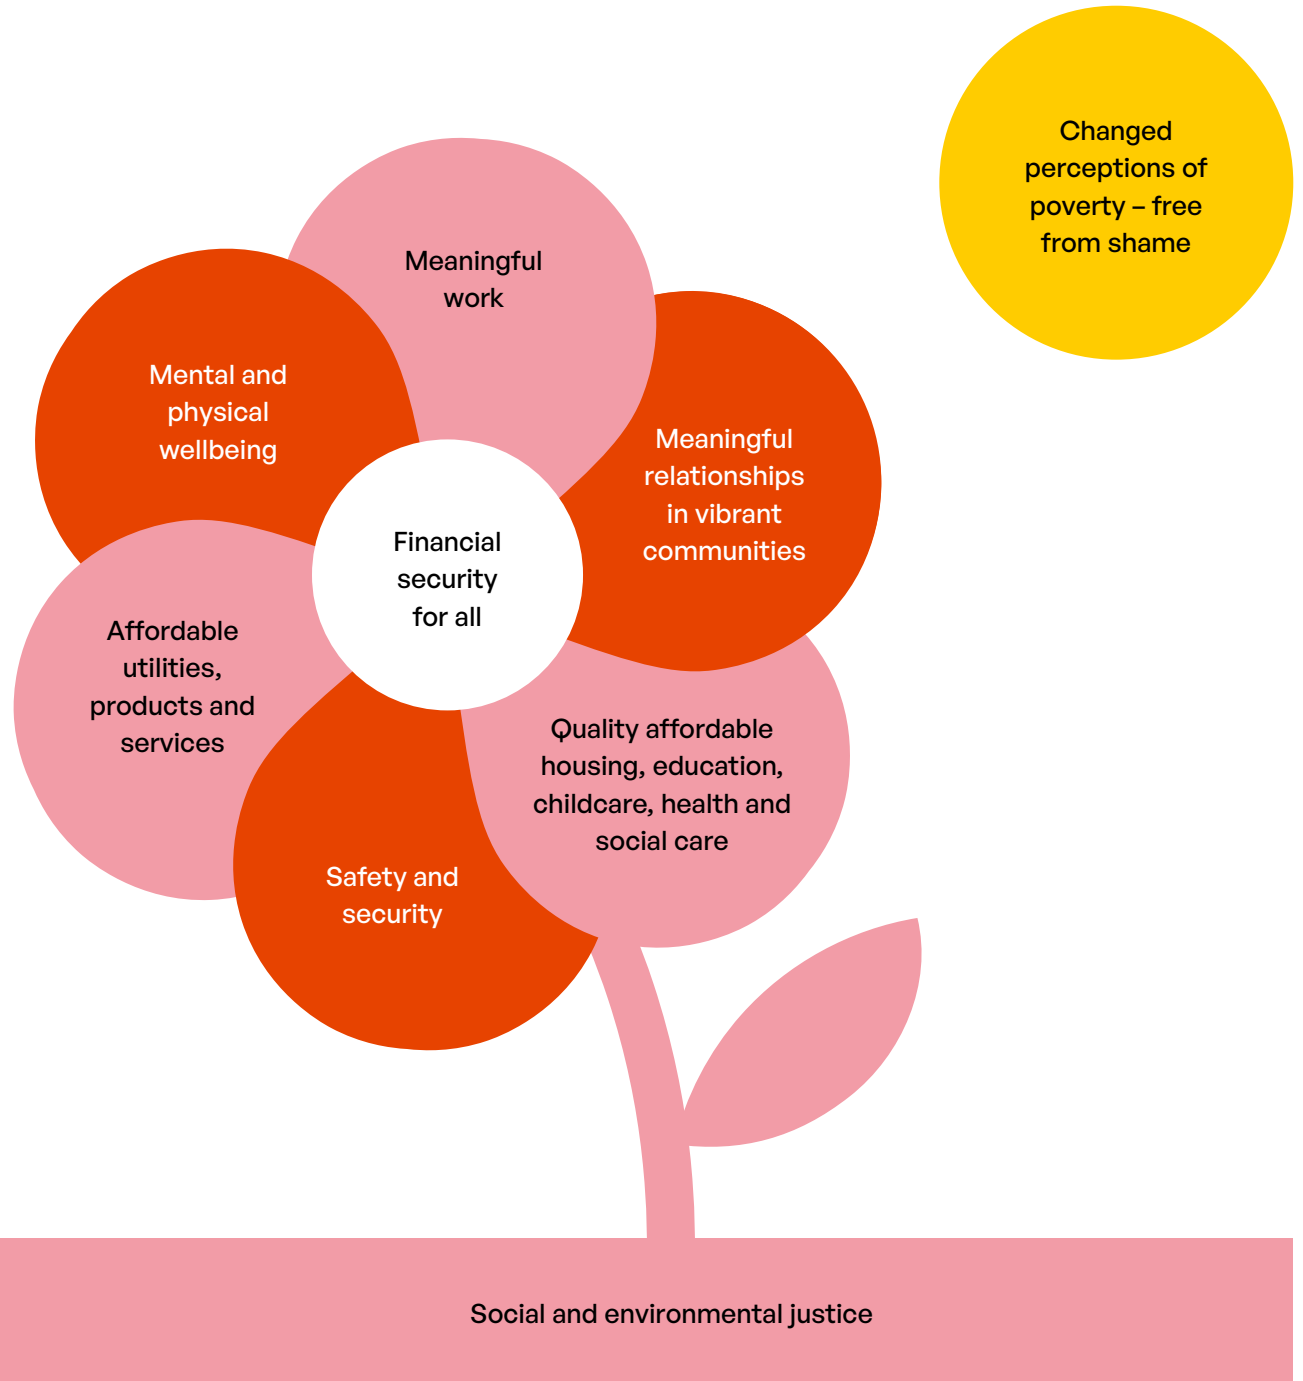 Changed
perceptions of
poverty – free
from shame
Meaningful
work
Mental and
physical
wellbeing
Meaningful
relationships
in vibrant
communities
Financial
security
for all
Affordable
utilities,
products and
services
Quality affordable
housing, education,
childcare, health and
social care
Safety and
security
Social and environmental justice